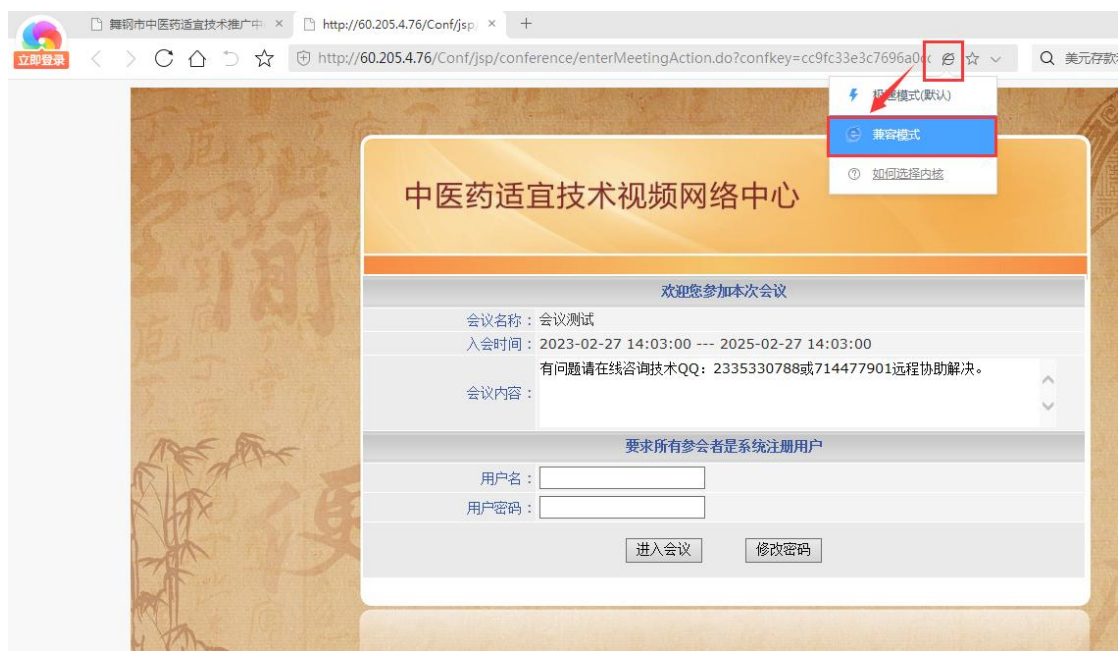 舞钢市中医药适宜技术推广中
http://60.205.4.76/Conf/jsp/
立即登录
http://60.205.4.76/Conf/jsp/conference/enterMeetingAction.do?confkey=cc9fc33e3c7696a0
美元存款
极速模式(默认)
兼容模式
如何选择内核
中医药适宜技术视频网络中心
欢迎您参加本次会议
会议名称： 会议测试
入会时间： 2023-02-27 14:03:00 --- 2025-02-27 14:03:00
会议内容： 有问题请在线咨询技术QQ：2335330788或714477901远程协助解决。
要求所有参会者是系统注册用户
用户名：
用户密码：
进入会议 修改密码